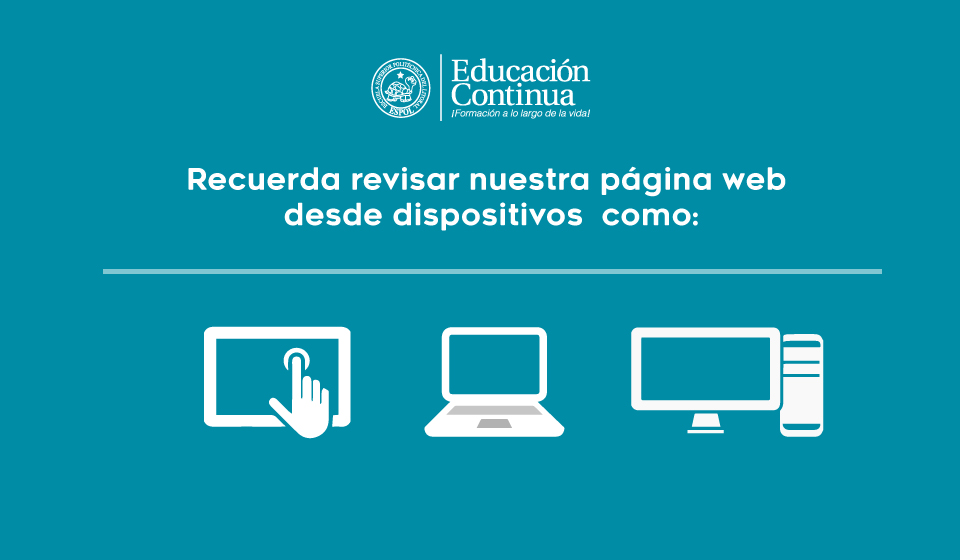 ESCUELA SUPERIOR POLITÉCNICA DEL LITORAL
ESPOL
Educación
Continua
¡Formación a lo largo de la vida!
Recuerda revisar nuestra página web
desde dispositivos como: